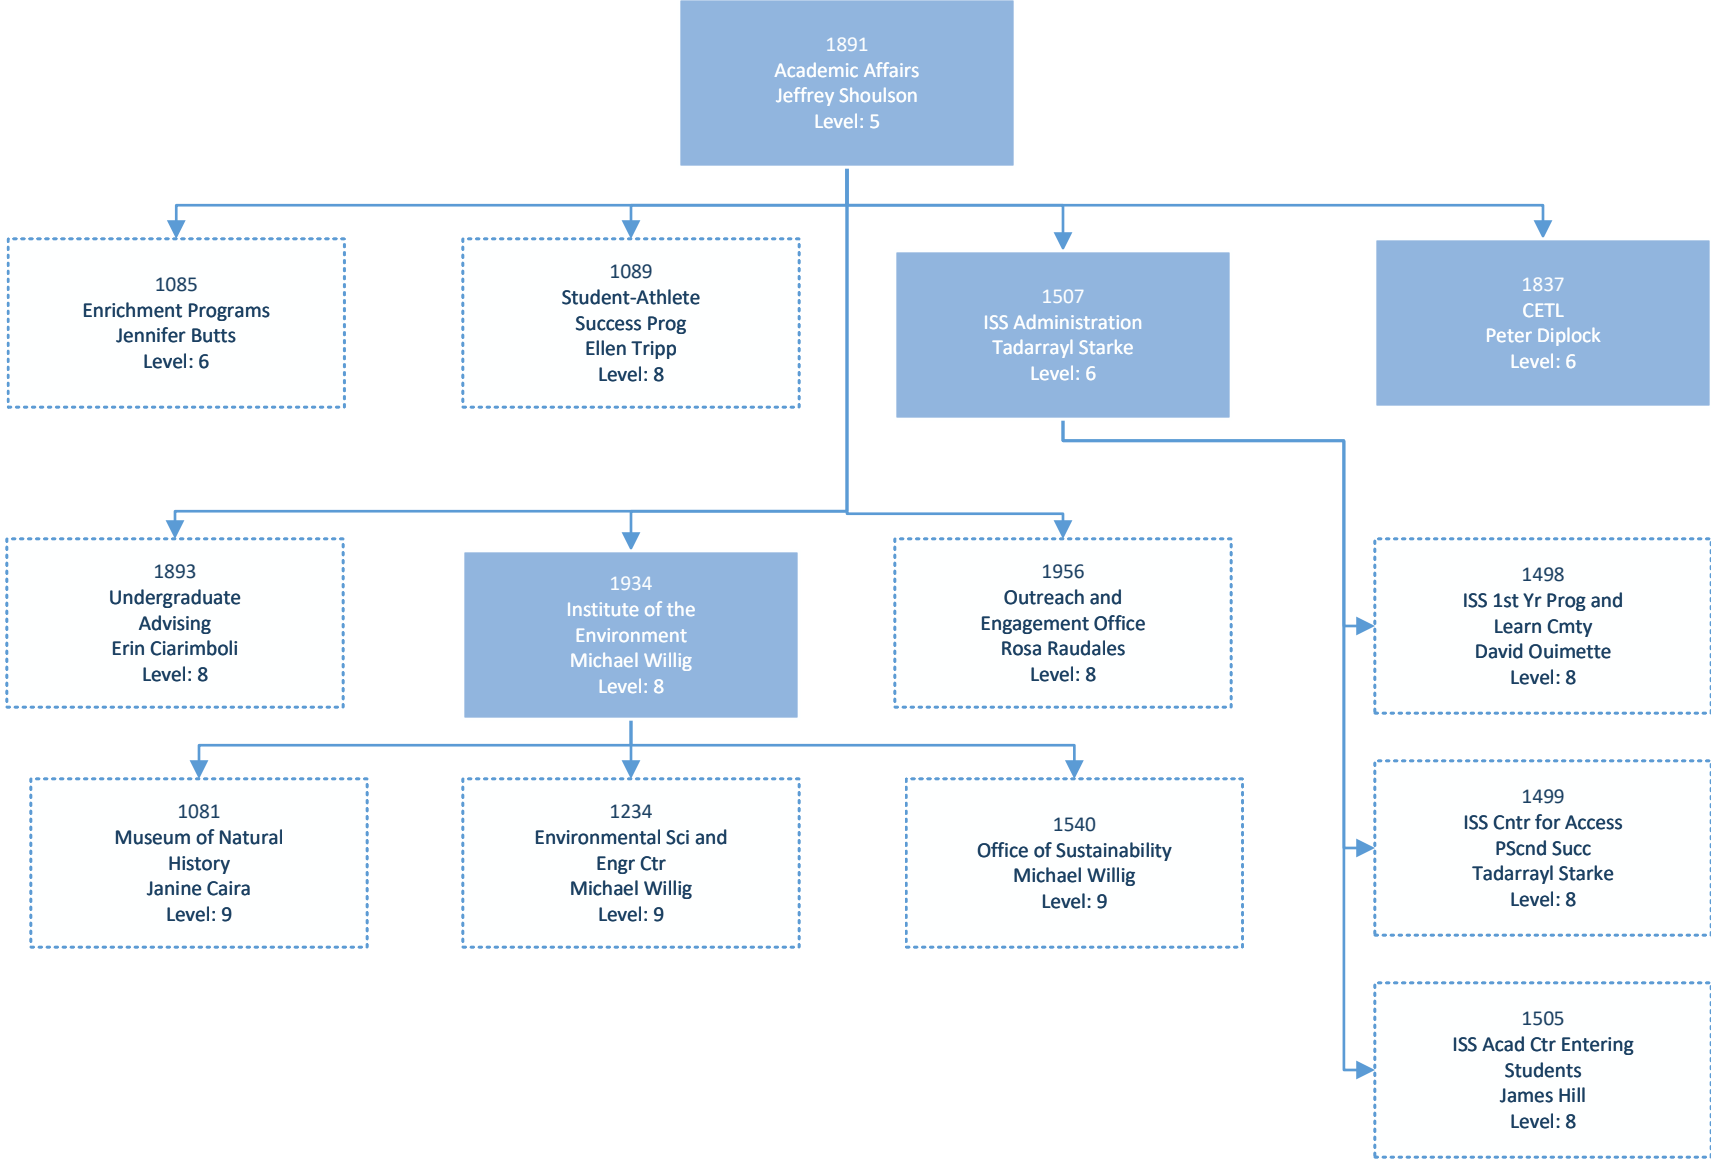 1891
Academic Affairs
Jeffrey Shoulson
Level: 5
1085
Enrichment Programs
Jennifer Butts
Level: 6
1089
Student-Athlete
Success Prog
Ellen Tripp
Level: 8
1507
ISS Administration
Tadarrayl Starke
Level: 6
1837
CETL
Peter Diplock
Level: 6
1893
Undergraduate
Advising
Erin Ciarimboli
Level: 8
1934
Institute of the
Environment
Michael Willig
Level: 8
1956
Outreach and
Engagement Office
Rosa Raudales
Level: 8
1498
ISS 1st Yr Prog and
Learn Cmty
David Ouimette
Level: 8
1081
Museum of Natural
History
Janine Caira
Level: 9
1234
Environmental Sci and
Engr Ctr
Michael Willig
Level: 9
1540
Office of Sustainability
Michael Willig
Level: 9
1499
ISS Cntr for Access
PScnd Succ
Tadarrayl Starke
Level: 8
1505
ISS Acad Ctr Entering
Students
James Hill
Level: 8